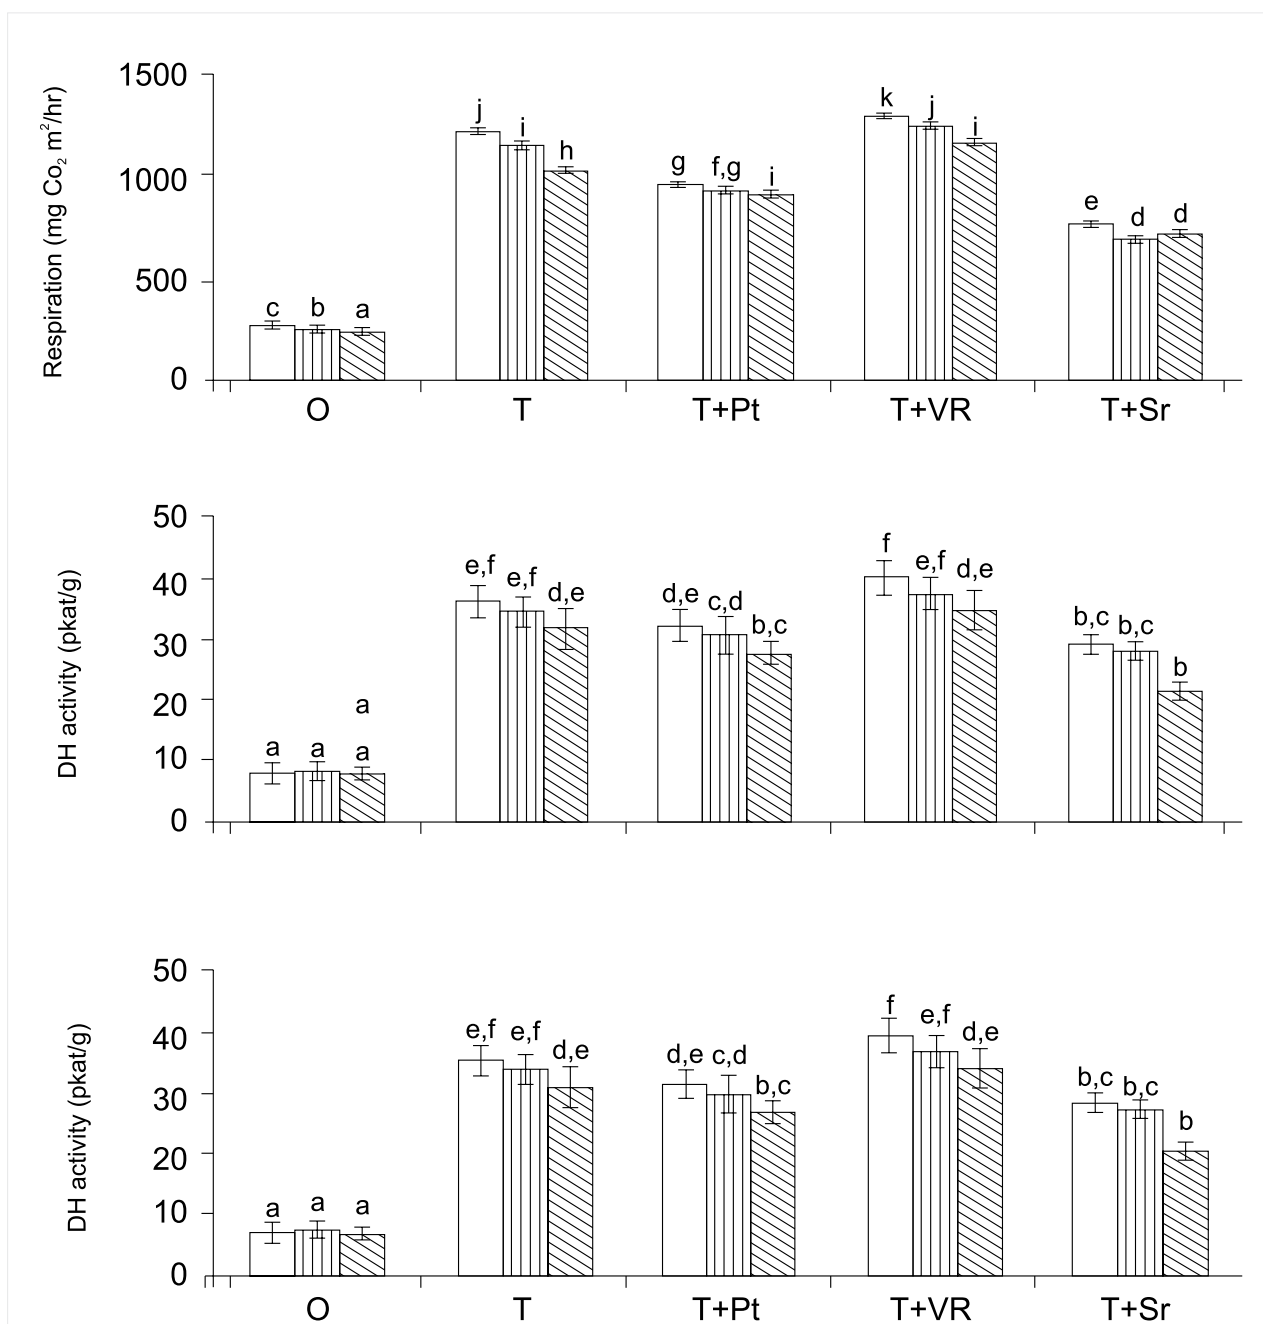 Respiration (mg Co₂ m²/hr)
1500
1000
500
0
j
i
h
g
f,g
i
k
j
i
e
d
d
c
b
a
O
T
T+Pt
T+VR
T+Sr
DH activity (pkat/g)
50
40
30
20
10
0
a
a
a
a
e,f
e,f
d,e
d,e
c,d
b,c
f
e,f
d,e
b,c
b,c
b
DH activity (pkat/g)
50
40
30
20
10
0
a
a
a
e,f
e,f
d,e
d,e
c,d
b,c
f
e,f
d,e
b,c
b,c
b
O
T
T+Pt
T+VR
T+Sr